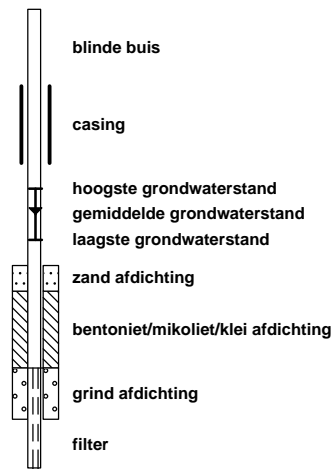 blinde buis
casing
hoogste grondwaterstand
gemiddelde grondwaterstand
laagste grondwaterstand
zand afdichting
bentoniet/mikoliet/klei afdichting
grind afdichting
filter